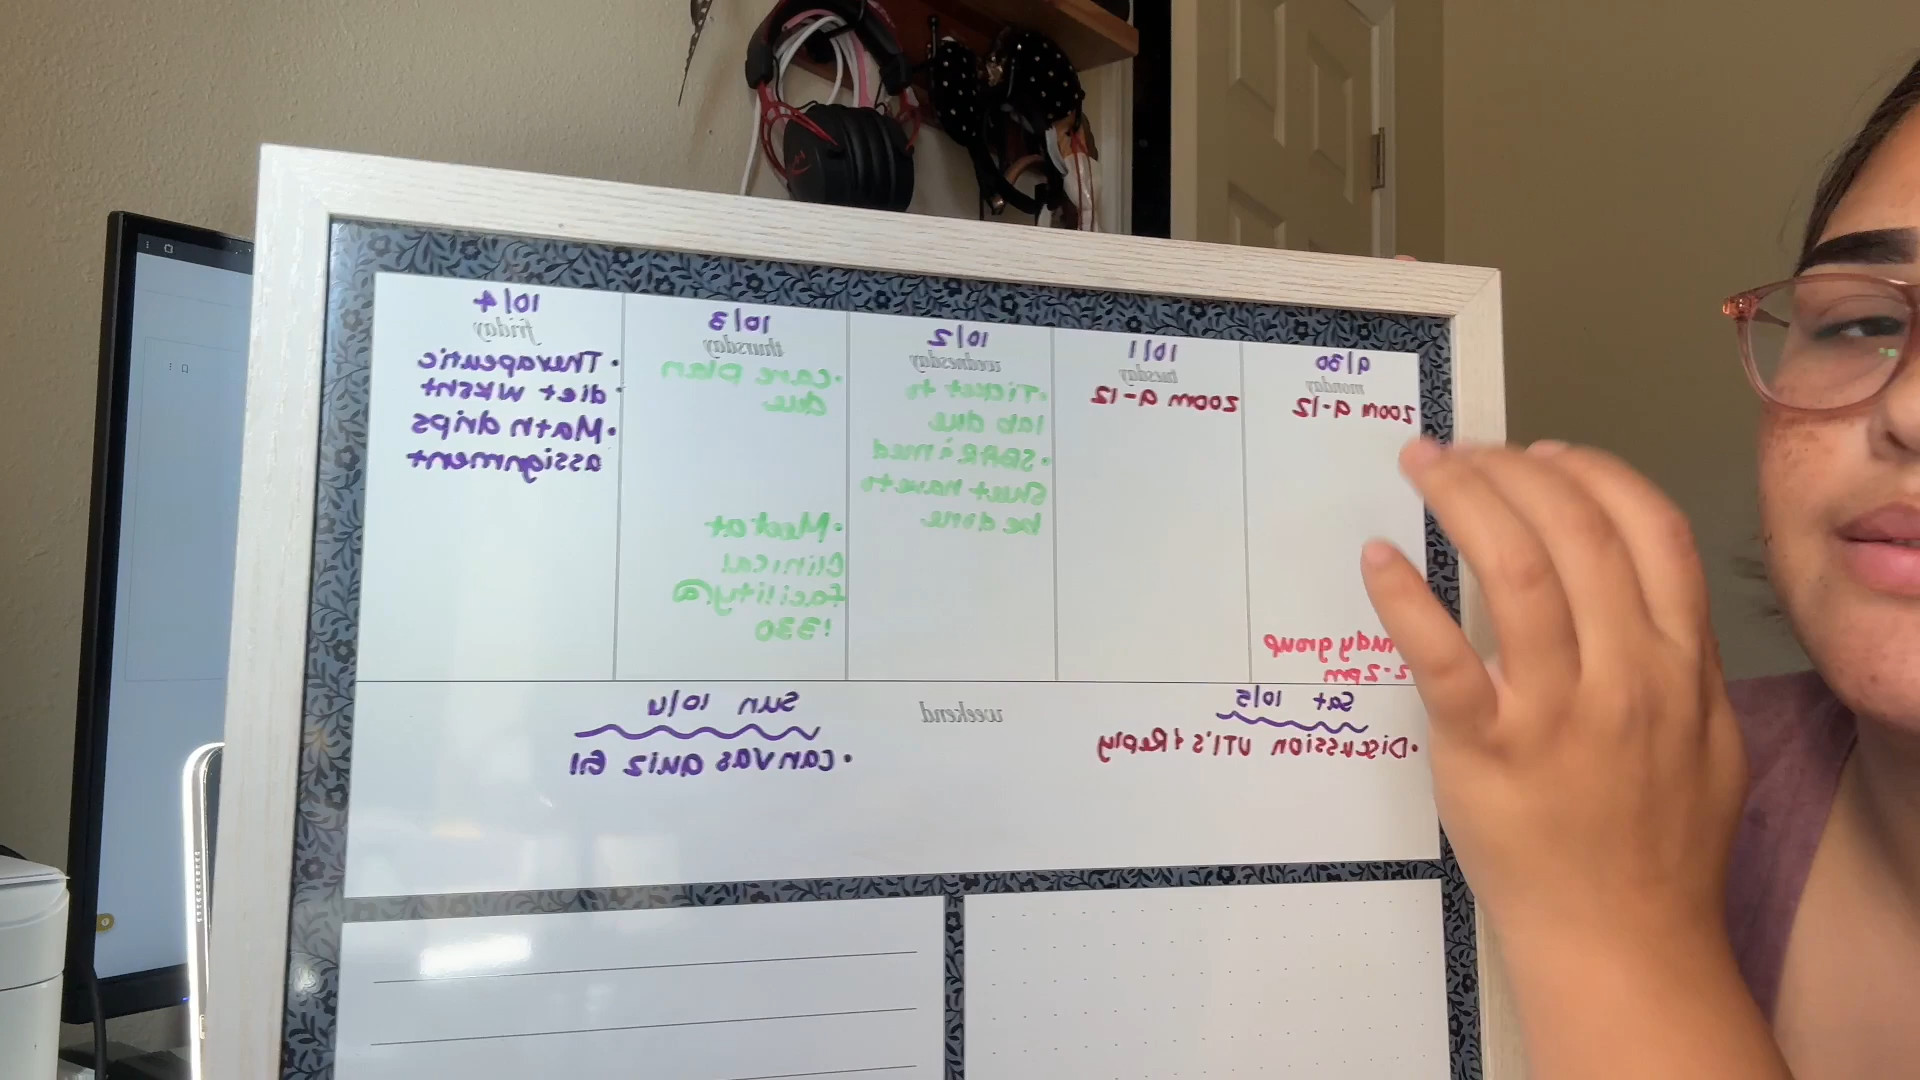 9/30
monday
zoom 9-12
udy group
2-2pm
10/1
tuesday
zoom 9-12
10/2
wednesday
• Ticket to
lab due
• SBAR & med
Sheet have to
be done
10/3
thursday
• Care plan
due
• Meet at
Clinical
facility @
1330
10/4
friday
• Therapeutic
• diet wksht
• Math drips
assignment
weekend
Sat 10/5
• Discussion UTI's + Reply
Sun 10/6
• Canvas Quiz G1